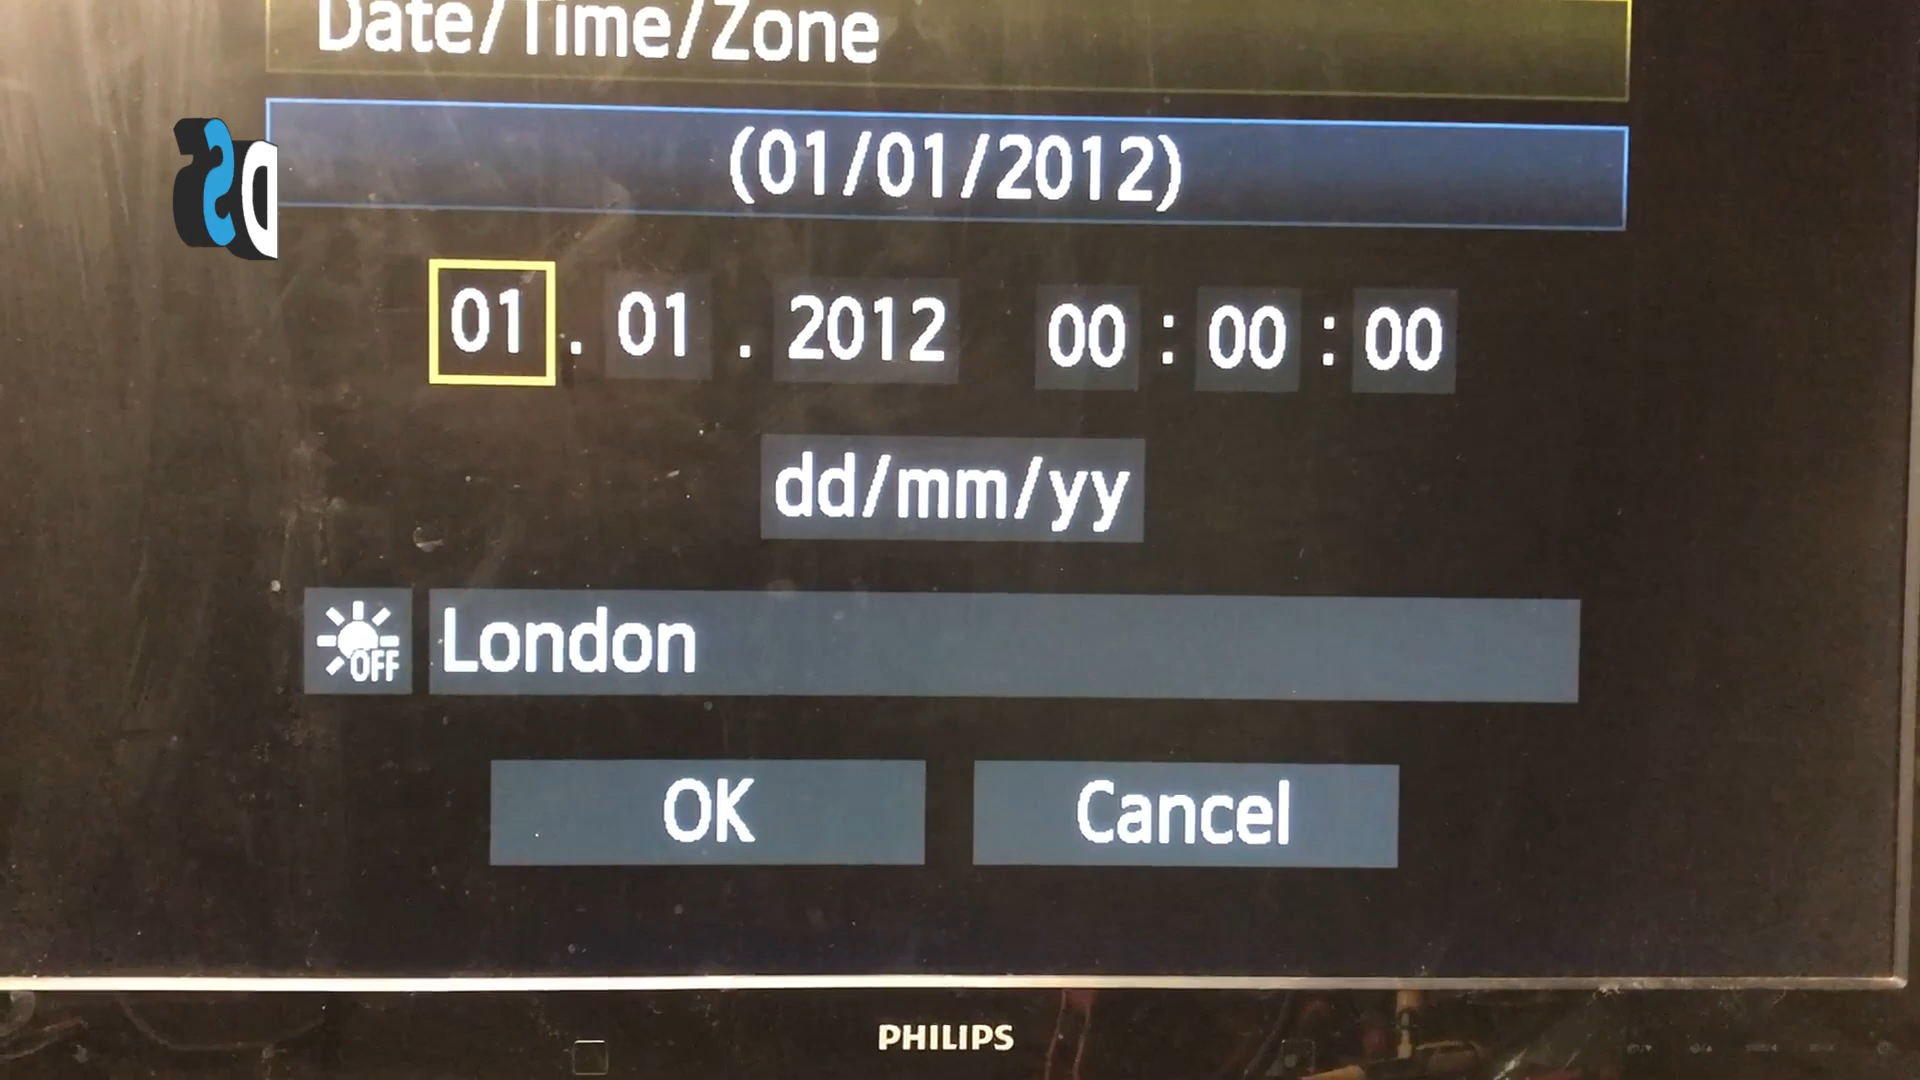 Date/Time/Zone
(01/01/2012)
01 . 01 . 2012 00 : 00 : 00
dd/mm/yy
OFF London
OK Cancel
PHILIPS